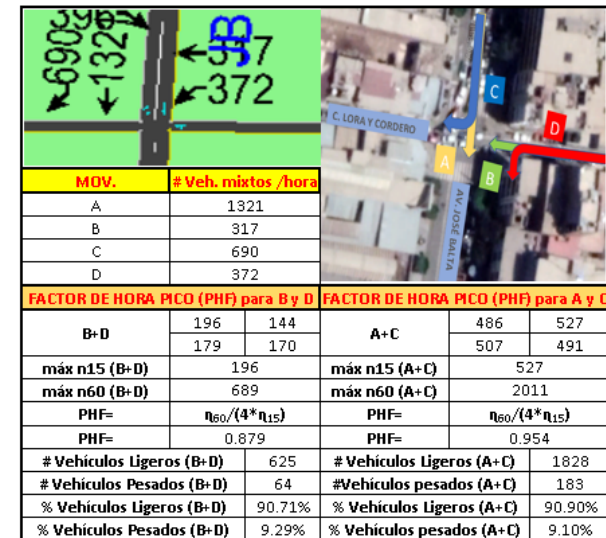 396
690
1321
317
372
JB
C. LORA Y CORDERO
AV. JOSE BALTA
A
B
C
D
MOV. # Veh. mixtos /hora
A 1321
B 317
C 690
D 372
FACTOR DE HORA PICO (PHF) para B y D FACTOR DE HORA PICO (PHF) para A y C
B+D 196 144 A+C 486 527
179 170 507 491
máx n15 (B+D) 196 máx n15 (A+C) 527
máx n60 (B+D) 689 máx n60 (A+C) 2011
PHF= η60/(4*η15) PHF= η60/(4*η15)
PHF= 0.879 PHF= 0.954
# Vehículos Ligeros (B+D) 625 # Vehículos Ligeros (A+C) 1828
# Vehículos Pesados (B+D) 64 #Vehículos pesados (A+C) 183
% Vehículos Ligeros (B+D) 90.71% % Vehículos Ligeros (A+C) 90.90%
% Vehículos Pesados (B+D) 9.29% % Vehículos pesados (A+C) 9.10%